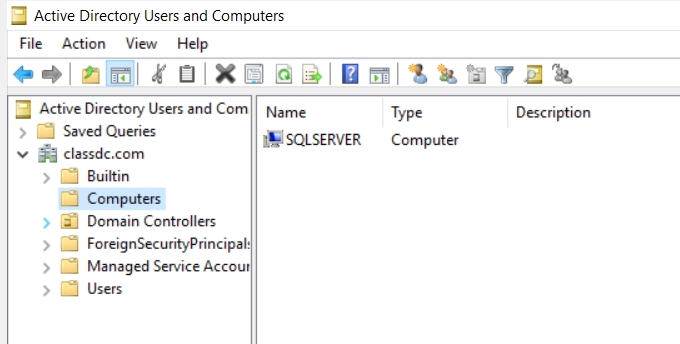 Active Directory Users and Computers
File Action View Help
Active Directory Users and Com
Saved Queries
classdc.com
Builtin
Computers
Domain Controllers
ForeignSecurityPrincipals
Managed Service Accour
Users
Name Type Description
SQLSERVER Computer